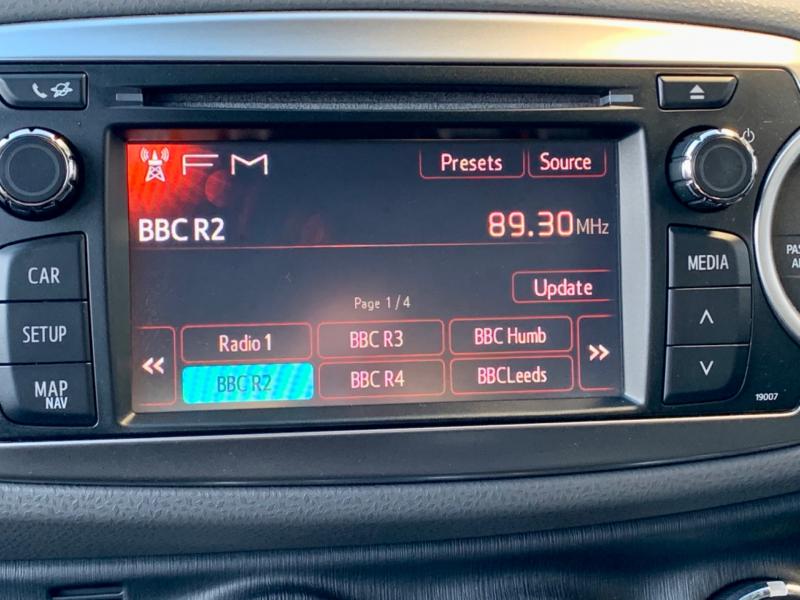 FM
Presets
Source
BBC R2
89.30MHz
CAR
MEDIA
Update
Page 1/4
SETUP
Radio 1
BBC R3
BBC Humb
BBC R2
BBC R4
BBCLeeds
MAP
NAV
19007